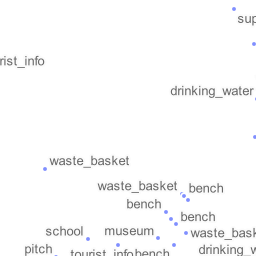 sup
rist_info
drinking_water
waste_basket
waste_basket bench
bench
bench
school museum waste_bask
pitch tourist_info bench drinking_w